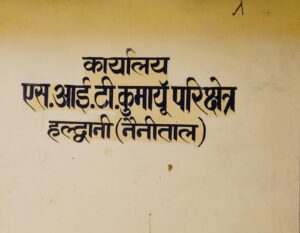 कार्यालय
एस.आई.टी.कुमायूँ परिक्षेत्र
हल्द्वानी (नैनीताल)